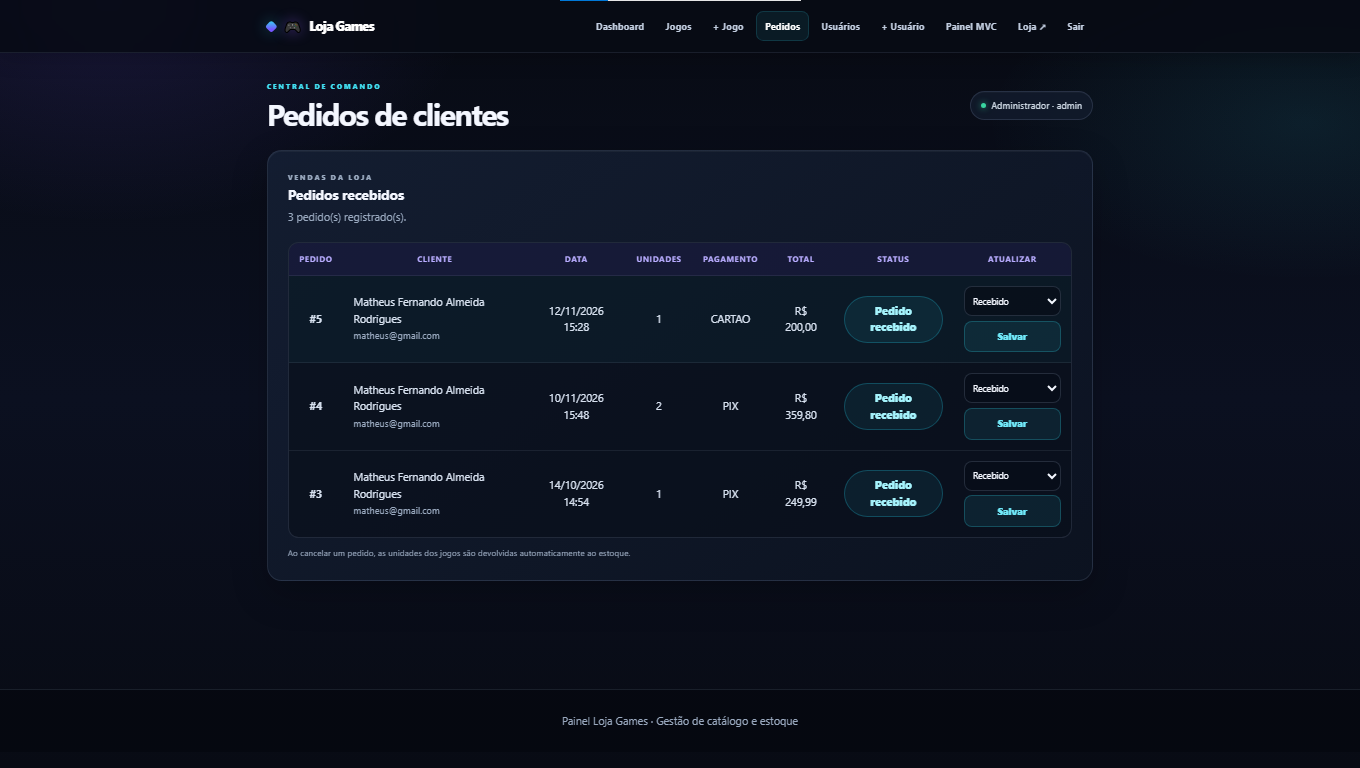 Loja Games
Dashboard
Jogos
+ Jogo
Pedidos
Usuários
+ Usuário
Painel MVC
Loja ↗
Sair
CENTRAL DE COMANDO
Pedidos de clientes
Administrador · admin
VENDAS DA LOJA
Pedidos recebidos
3 pedido(s) registrado(s).
PEDIDO CLIENTE DATA UNIDADES PAGAMENTO TOTAL STATUS ATUALIZAR
#5
Matheus Fernando Almeida
Rodrigues
matheus@gmail.com
12/11/2026
15:28
1
CARTAO
R$
200,00
Pedido
recebido
Recebido
Salvar
#4
Matheus Fernando Almeida
Rodrigues
matheus@gmail.com
10/11/2026
15:48
2
PIX
R$
359,80
Pedido
recebido
Recebido
Salvar
#3
Matheus Fernando Almeida
Rodrigues
matheus@gmail.com
14/10/2026
14:54
1
PIX
R$
249,99
Pedido
recebido
Recebido
Salvar
Ao cancelar um pedido, as unidades dos jogos são devolvidas automaticamente ao estoque.
Painel Loja Games · Gestão de catálogo e estoque